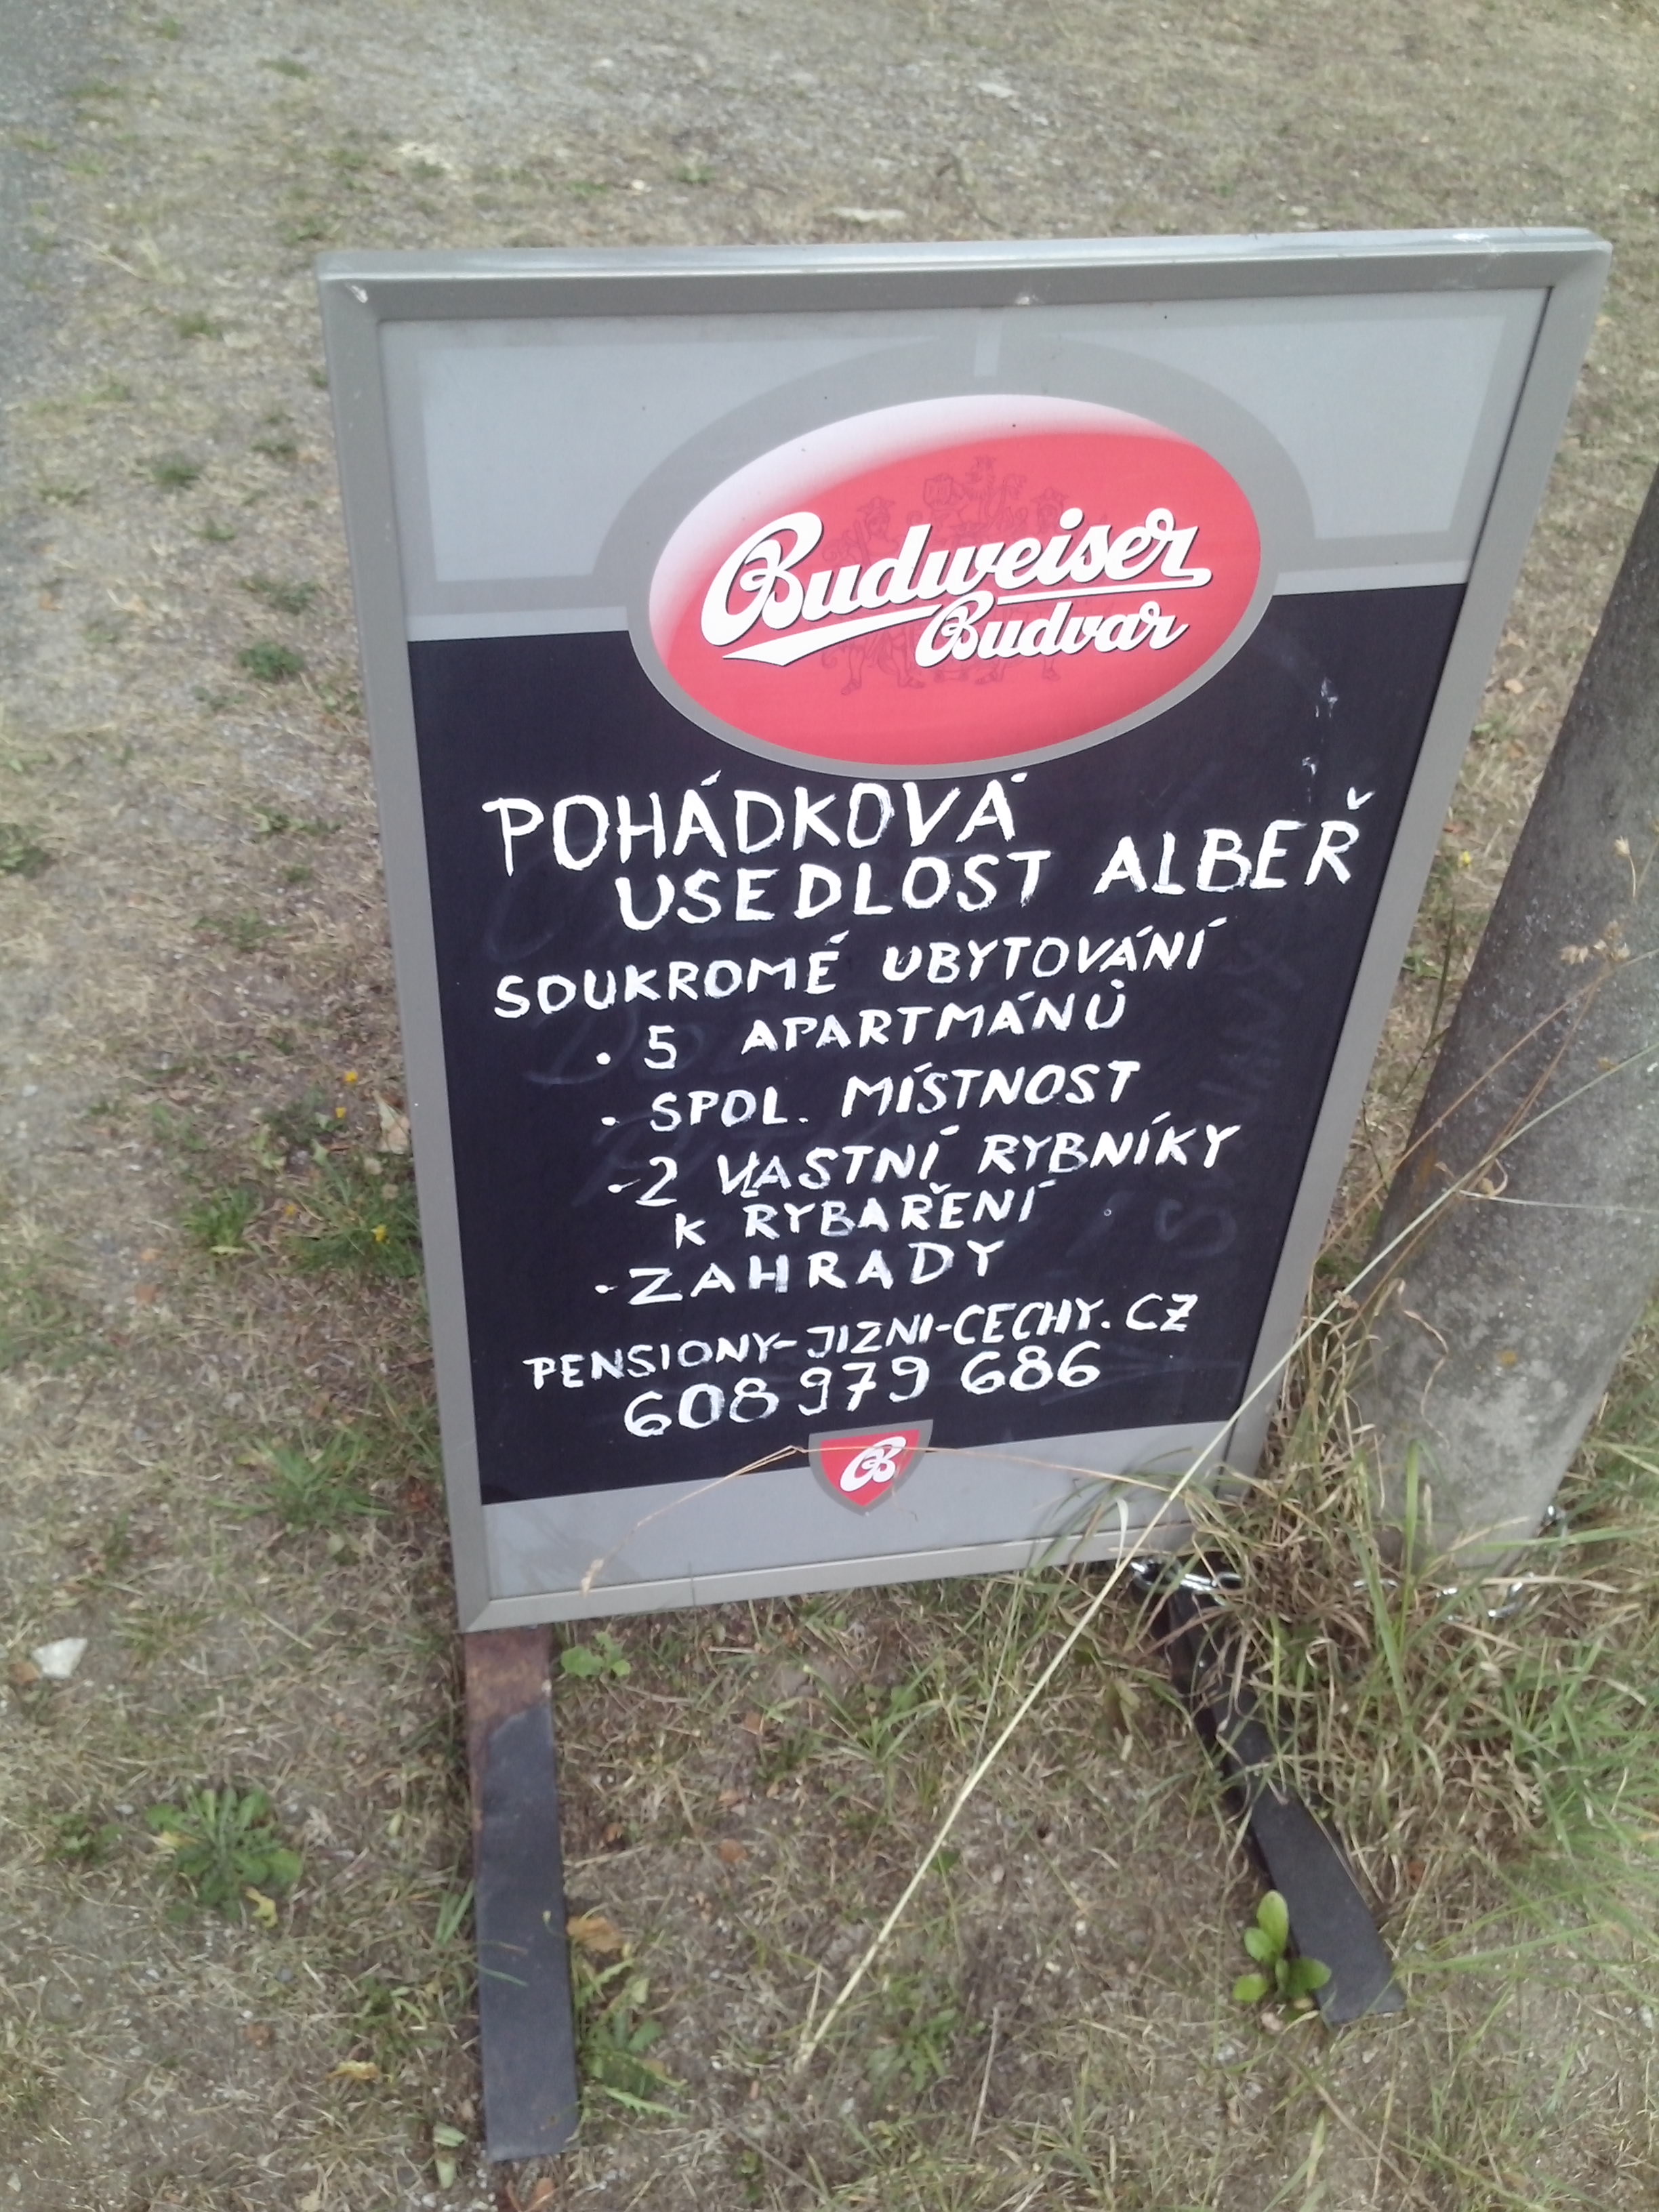 Budweiser
Budvar
POHÁDKOVÁ
USEDLOST ALBEŘ
SOUKROMÉ UBYTOVÁNÍ
• 5 APARTMÁNŮ
• SPOL. MÍSTNOST
• 2 VLASTNÍ RYBNÍKY
K RYBAŘENÍ
• ZAHRADY
PENSIONY-JIZNI-CECHY.CZ
608 979 686
B